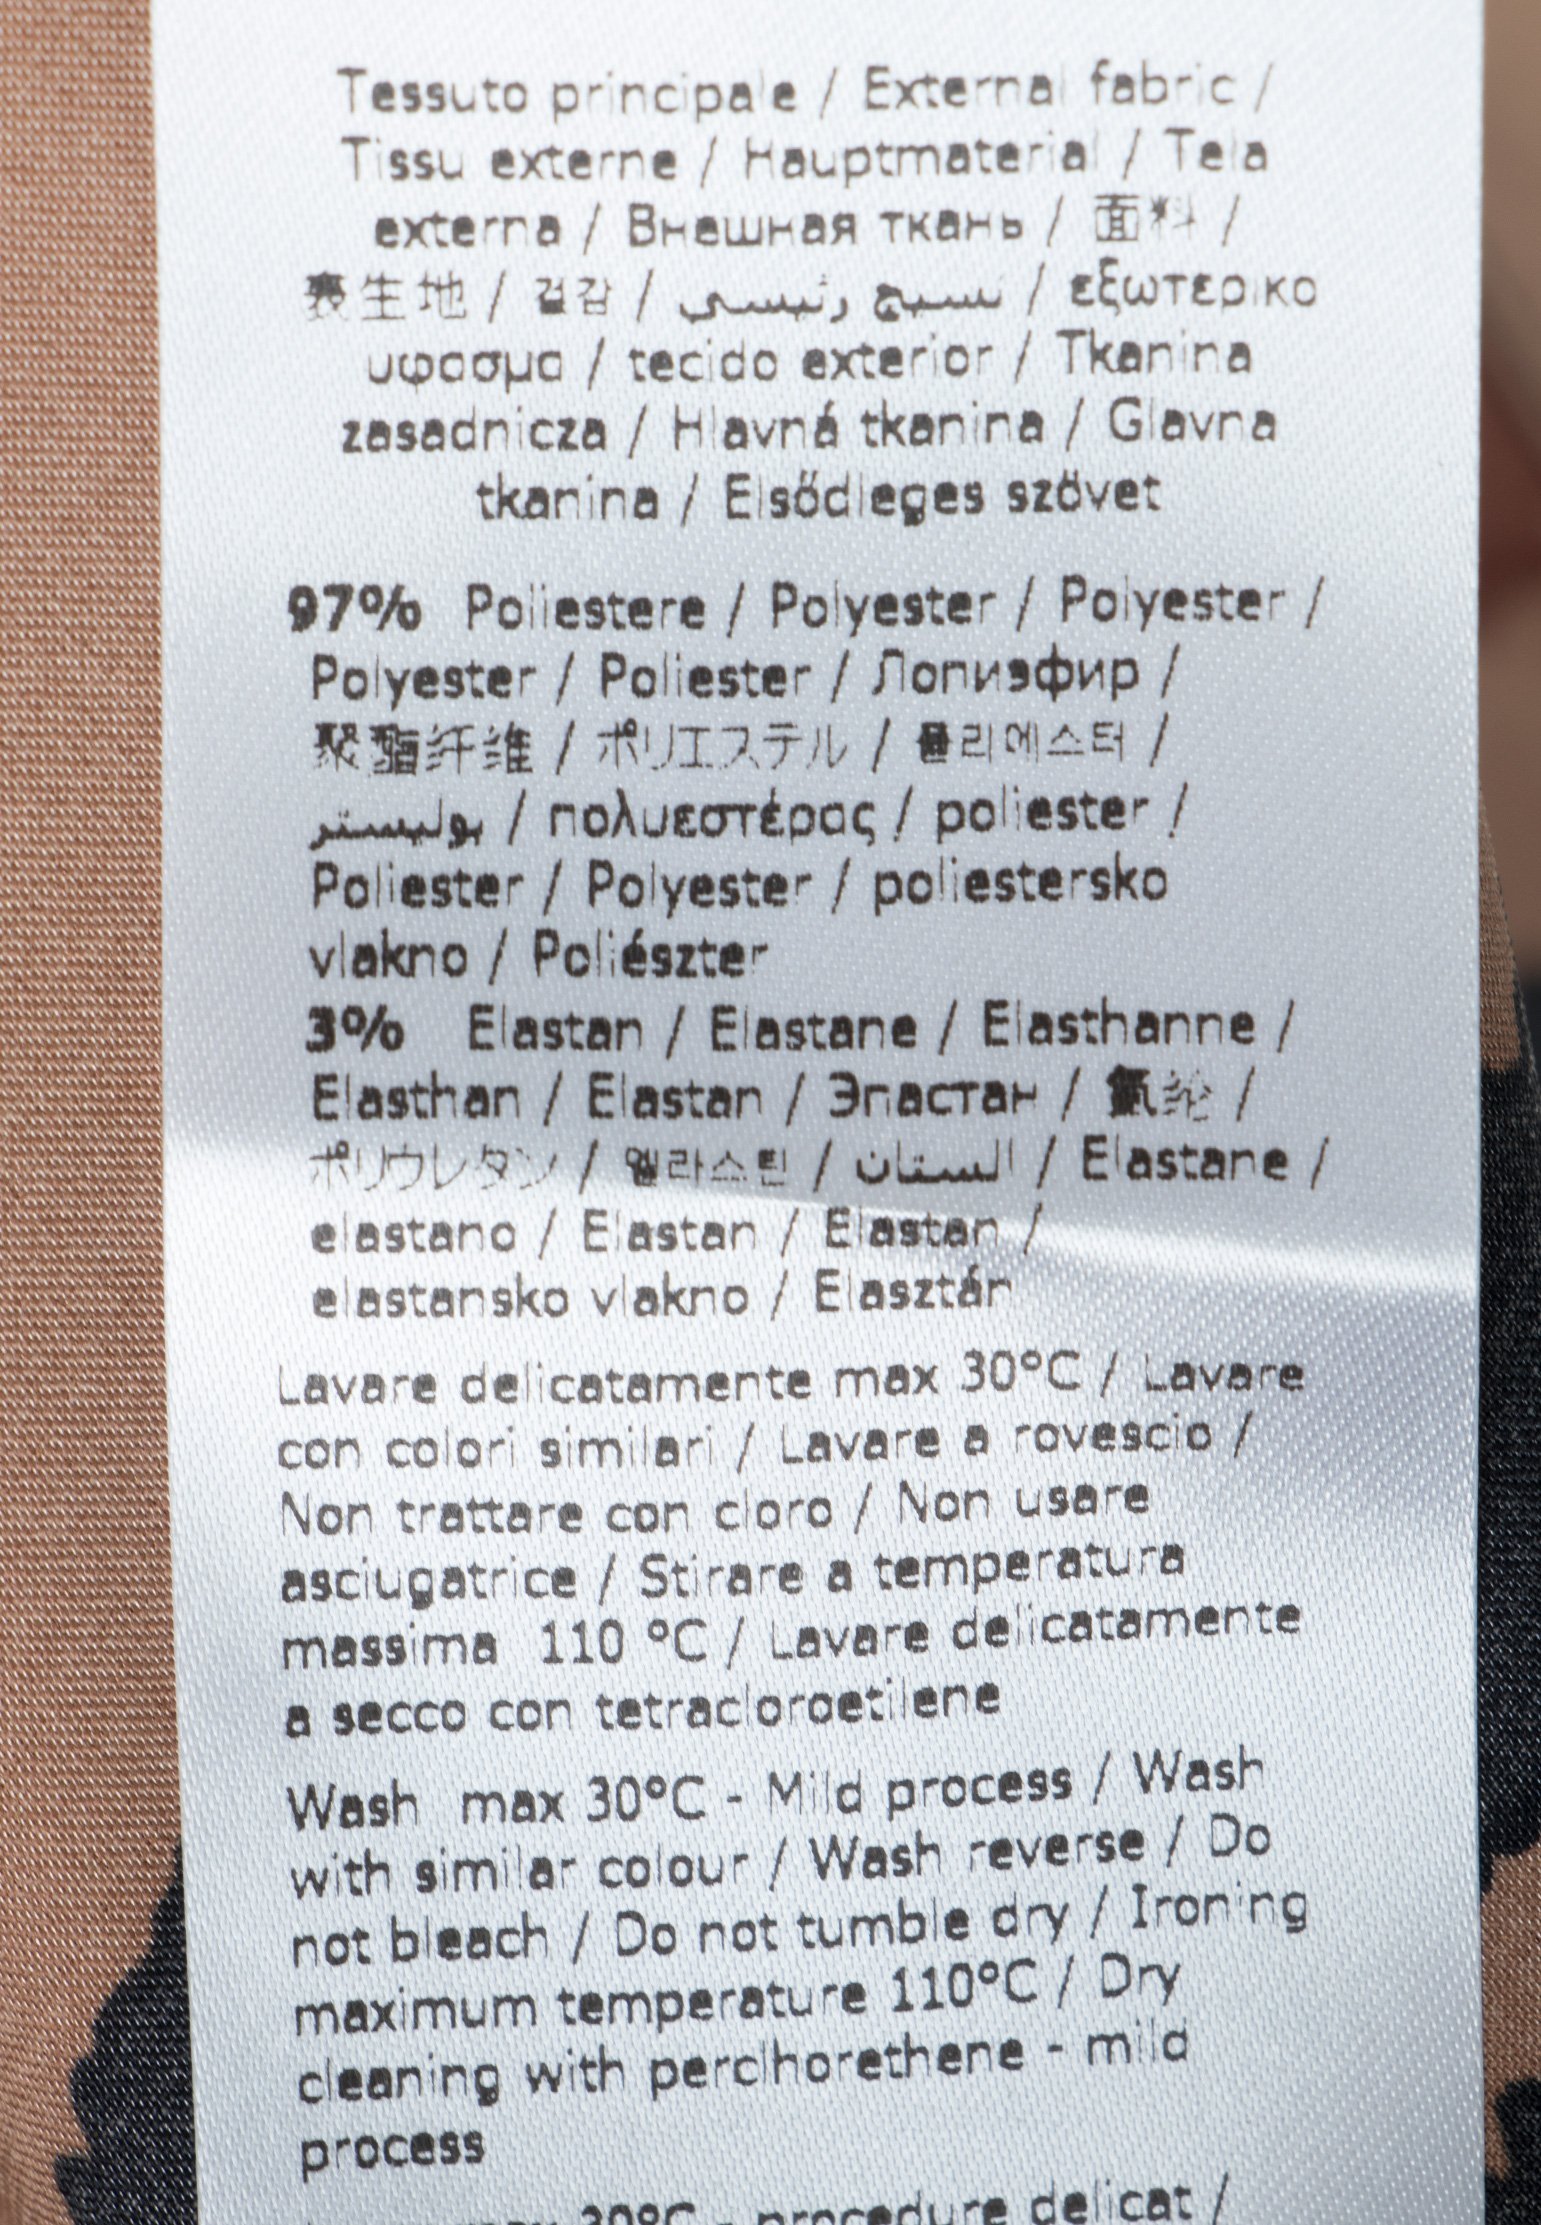 Tessuto principale / External fabric /
Tissu externe / Hauptmaterial / Tela
externa / Внешная ткань / 面料 /
表生地 / 겉감 / نسيج رئيسي / εξωτερικο
υφασμα / tecido exterior / Tkanina
zasadnicza / Hlavná tkanina / Glavna
tkanina / Elsődleges szövet
97% Poliestere / Polyester / Polyester /
Polyester / Poliester / Полиэфир /
聚酯纤维 / ポリエステル / 폴리에스터 /
بوليستر / πολυεστέρας / poliester /
Poliester / Polyester / poliestersko
vlakno / Poliészter
3% Elastan / Elastane / Elasthanne /
Elasthan / Elastan / Эластан / 氨纶 /
ポリウレタン / 엘라스틴 / الستان / Elastane /
elastano / Elastan / Elastan /
elastansko vlakno / Elasztán
Lavare delicatamente max 30°C / Lavare
con colori similari / Lavare a rovescio /
Non trattare con cloro / Non usare
asciugatrice / Stirare a temperatura
massima 110 °C / Lavare delicatamente
a secco con tetracloroetilene
Wash max 30°C - Mild process / Wash
with similar colour / Wash reverse / Do
not bleach / Do not tumble dry / Ironing
maximum temperature 110°C / Dry
cleaning with perclhorethene - mild
process
max 30°C - procedure delicat /